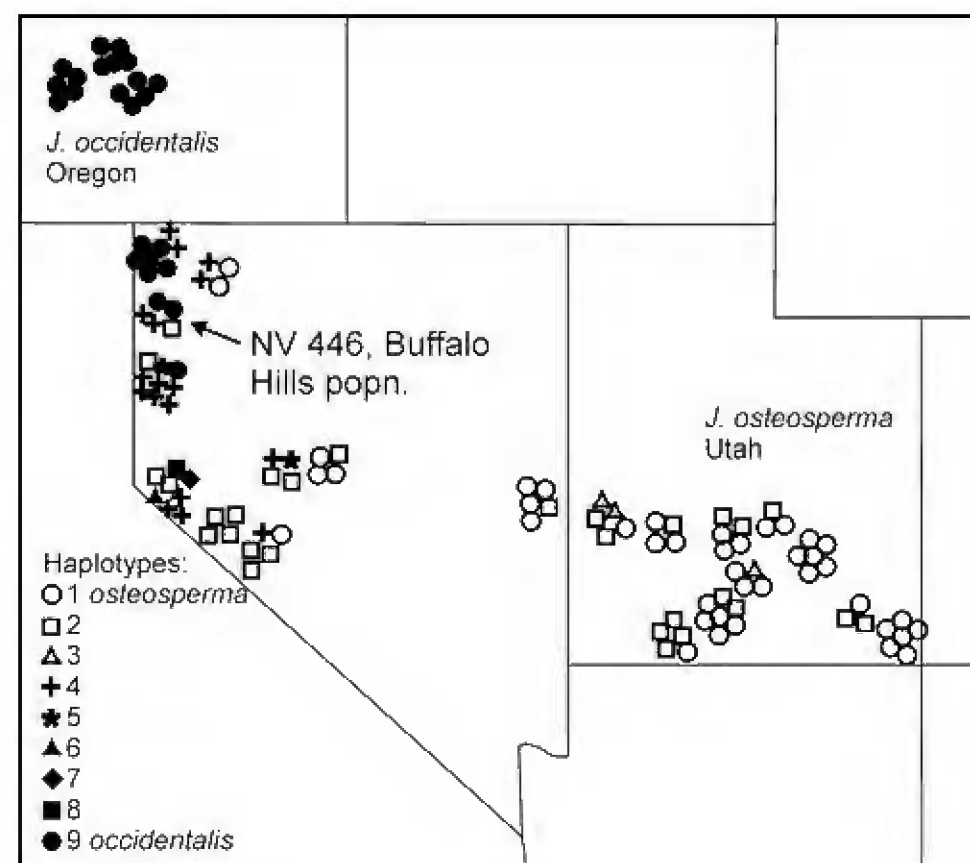 J. occidentalis
Oregon
NV 446, Buffalo
Hills popn.
J. osteosperma
Utah
Haplotypes:
1 osteosperma
2
3
4
5
6
7
8
9 occidentalis